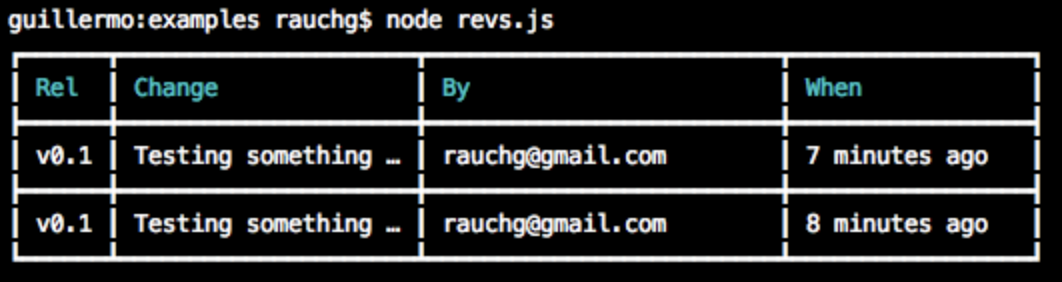 guillermo:examples rauchg$ node revs.js
Rel Change By When
v0.1 Testing something … rauchg@gmail.com 7 minutes ago
v0.1 Testing something … rauchg@gmail.com 8 minutes ago